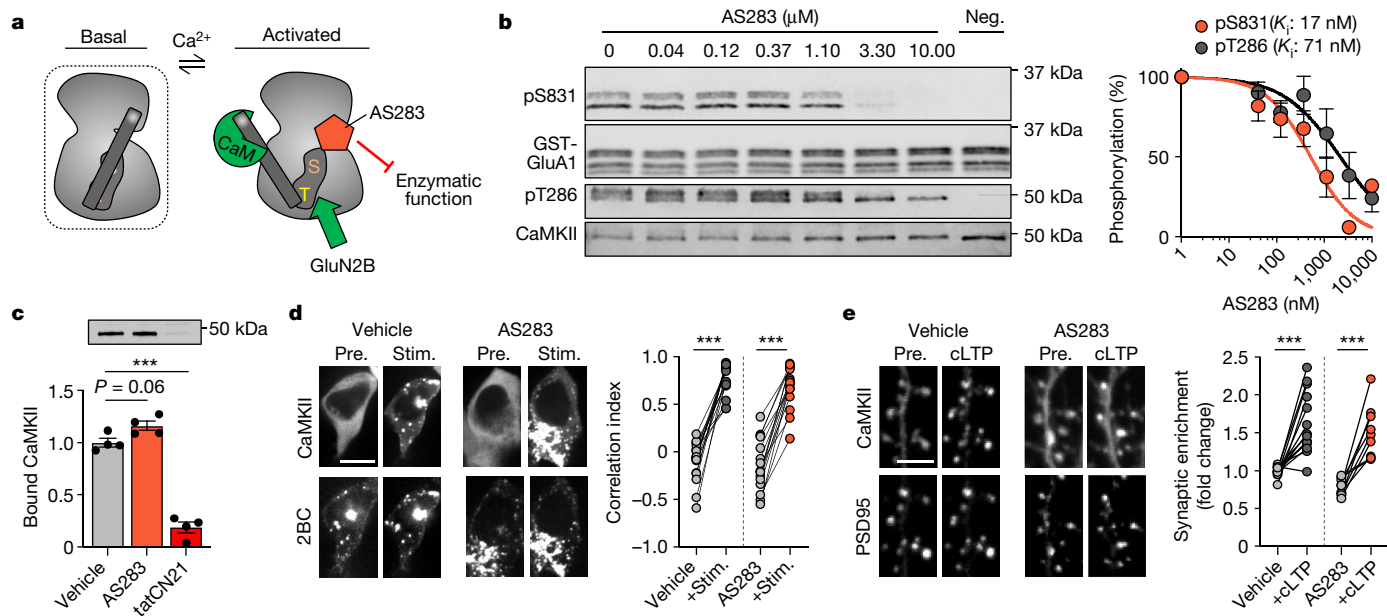 a
Basal
Ca2+
Activated
CaM
S
T
AS283
Enzymatic
function
GluN2B
b
AS283 (μM)
Neg.
0 0.04 0.12 0.37 1.10 3.30 10.00
37 kDa
pS831
37 kDa
GST-
GluA1
pT286
50 kDa
CaMKII
50 kDa
pS831(Ki: 17 nM)
pT286 (Ki: 71 nM)
Phosphorylation (%)
100
50
0
1 100 1,000 10,000
AS283 (nM)
c
50 kDa
***
P = 0.06
Bound CaMKII
1.5
1.0
0.5
0
Vehicle
AS283
tatCN21
d
Vehicle AS283
Pre. Stim. Pre. Stim.
CaMKII
2BC
*** ***
Correlation index
1.0
0.5
0
−0.5
−1.0
Vehicle
+Stim.
AS283
+Stim.
e
Vehicle AS283
Pre. cLTP Pre. cLTP
CaMKII
PSD95
*** ***
Synaptic enrichment
(fold change)
2.5
2.0
1.5
1.0
0.5
0
Vehicle
+cLTP
AS283
+cLTP